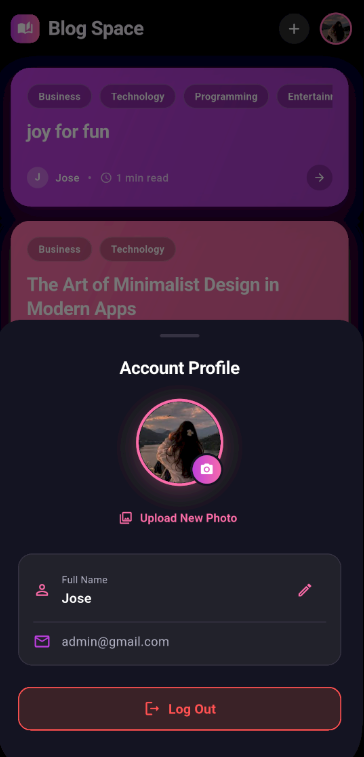 Blog Space
Business Technology Programming Entertain
joy for fun
J Jose • 1 min read
Business Technology
The Art of Minimalist Design in
Modern Apps
Account Profile
Upload New Photo
Full Name
Jose
admin@gmail.com
Log Out